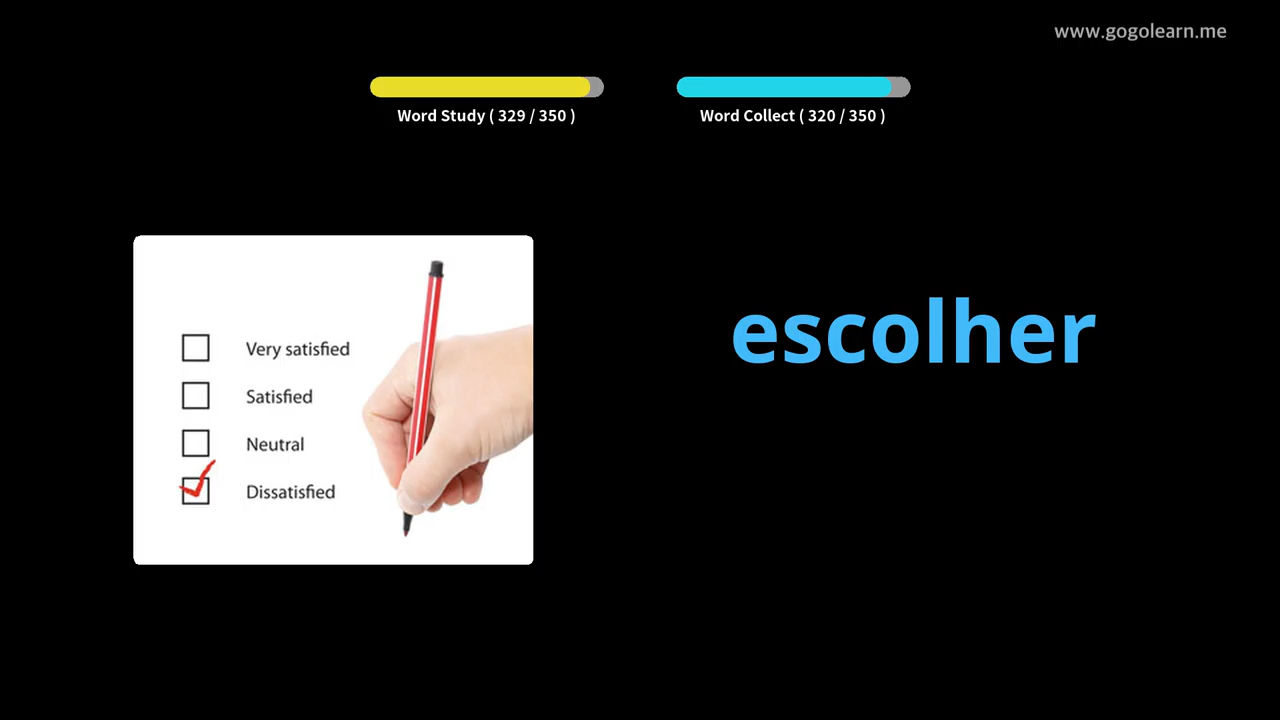 www.gogolearn.me
Word Study ( 329 / 350 )
Word Collect ( 320 / 350 )
Very satisfied
Satisfied
Neutral
Dissatisfied
escolher